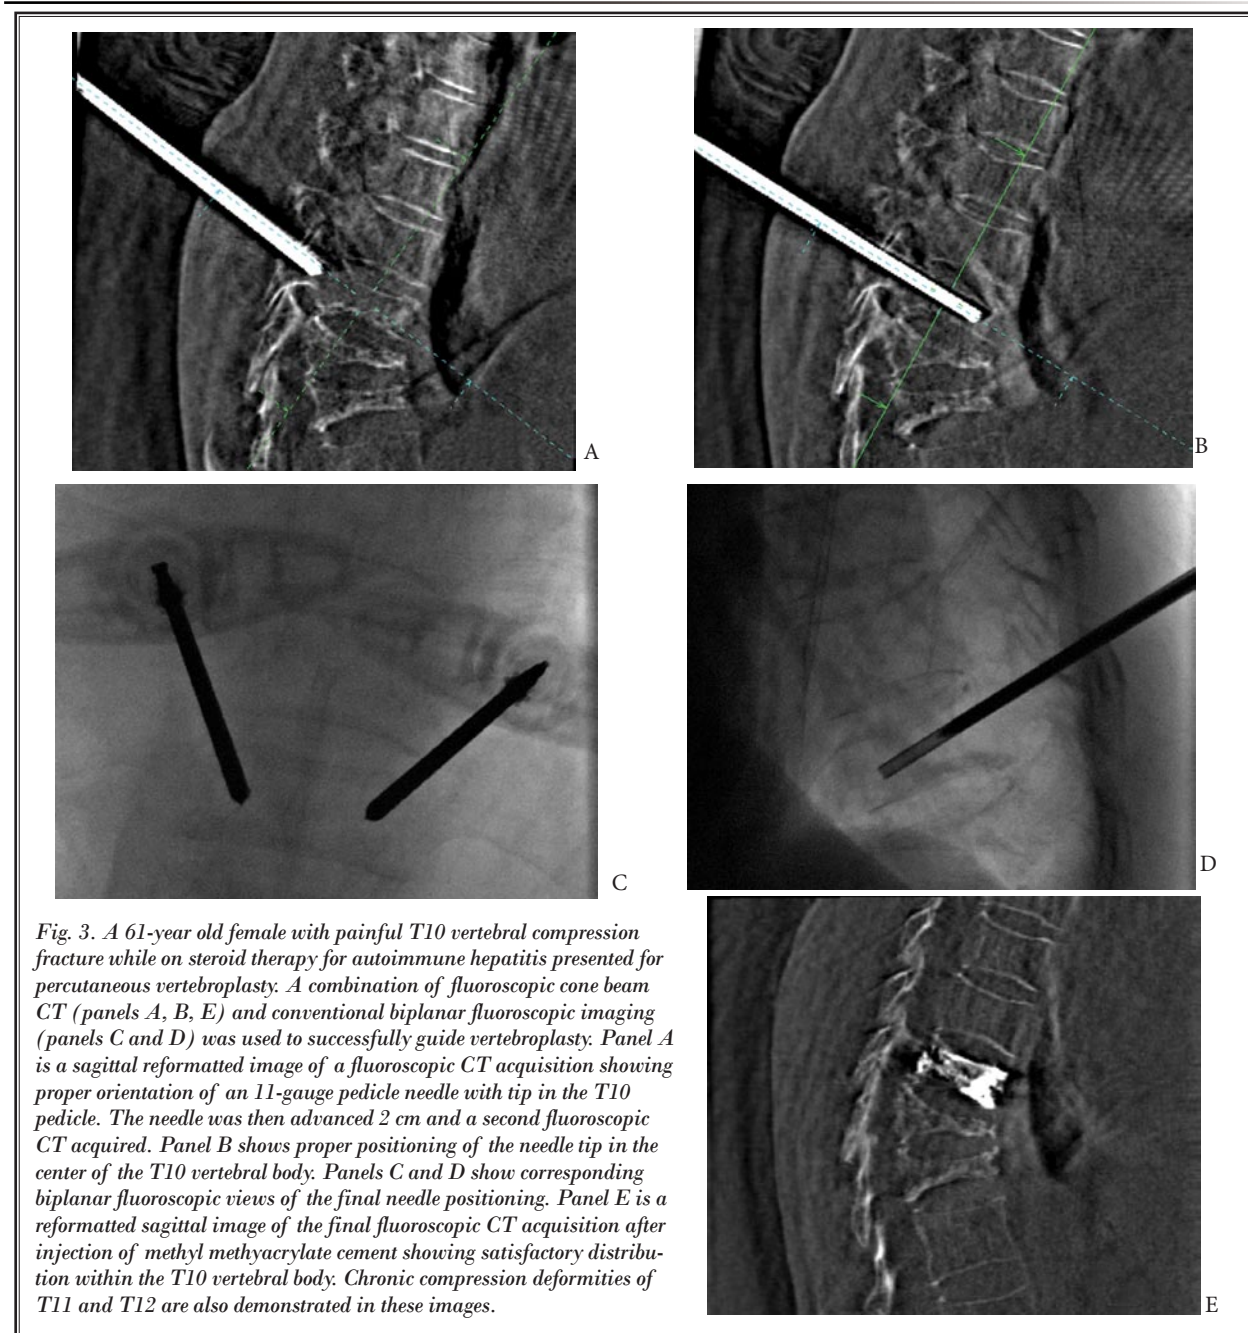 A
B
C
D
Fig. 3. A 61-year old female with painful T10 vertebral compression
fracture while on steroid therapy for autoimmune hepatitis presented for
percutaneous vertebroplasty. A combination of fluoroscopic cone beam
CT (panels A, B, E) and conventional biplanar fluoroscopic imaging
(panels C and D) was used to successfully guide vertebroplasty. Panel A
is a sagittal reformatted image of a fluoroscopic CT acquisition showing
proper orientation of an 11-gauge pedicle needle with tip in the T10
pedicle. The needle was then advanced 2 cm and a second fluoroscopic
CT acquired. Panel B shows proper positioning of the needle tip in the
center of the T10 vertebral body. Panels C and D show corresponding
biplanar fluoroscopic views of the final needle positioning. Panel E is a
reformatted sagittal image of the final fluoroscopic CT acquisition after
injection of methyl methyacrylate cement showing satisfactory distribu-
tion within the T10 vertebral body. Chronic compression deformities of
T11 and T12 are also demonstrated in these images.
E